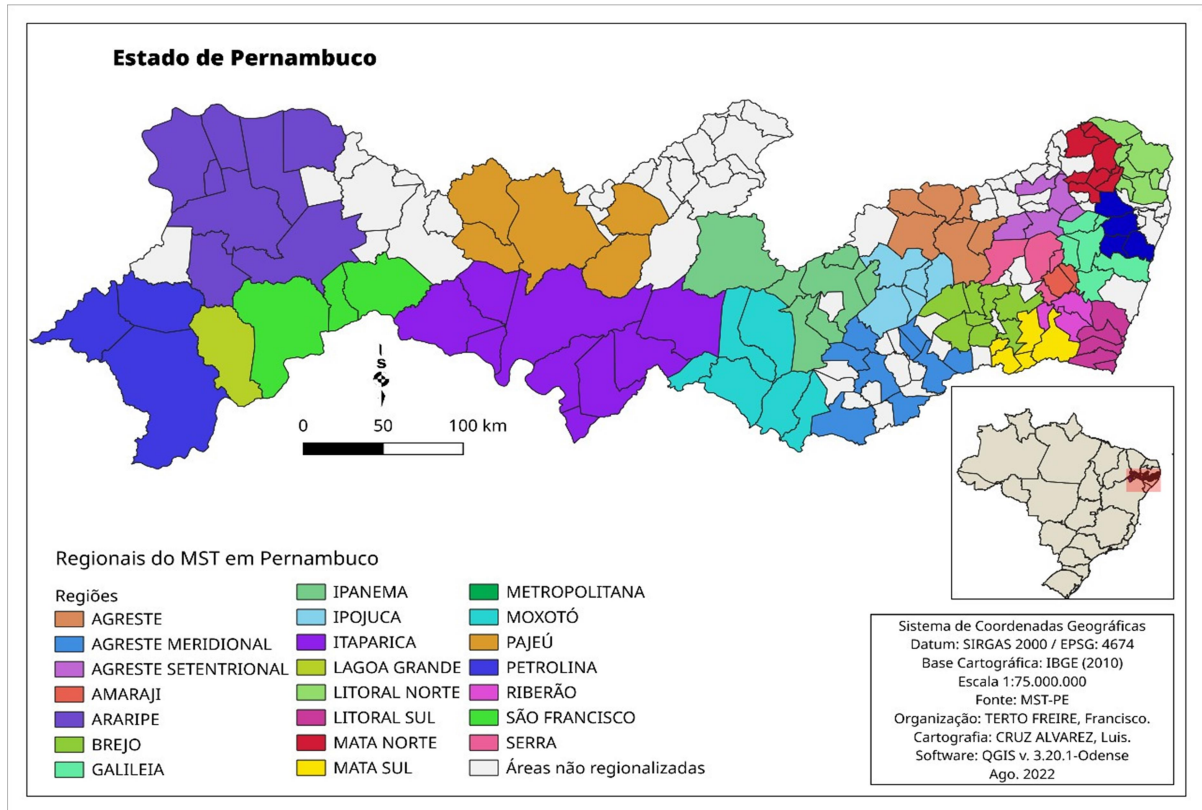 Estado de Pernambuco
S
0 50 100 km
Regionais do MST em Pernambuco
Regiões
AGRESTE
AGRESTE MERIDIONAL
AGRESTE SETENTRIONAL
AMARAJI
ARARIPE
BREJO
GALILEIA
IPANEMA
IPOJUCA
ITAPARICA
LAGOA GRANDE
LITORAL NORTE
LITORAL SUL
MATA NORTE
MATA SUL
METROPOLITANA
MOXOTÓ
PAJEÚ
PETROLINA
RIBERÃO
SÃO FRANCISCO
SERRA
Áreas não regionalizadas
Sistema de Coordenadas Geográficas
Datum: SIRGAS 2000 / EPSG: 4674
Base Cartográfica: IBGE (2010)
Escala 1:75.000.000
Fonte: MST-PE
Organização: TERTO FREIRE, Francisco.
Cartografia: CRUZ ALVAREZ, Luis.
Software: QGIS v. 3.20.1-Odense
Ago. 2022